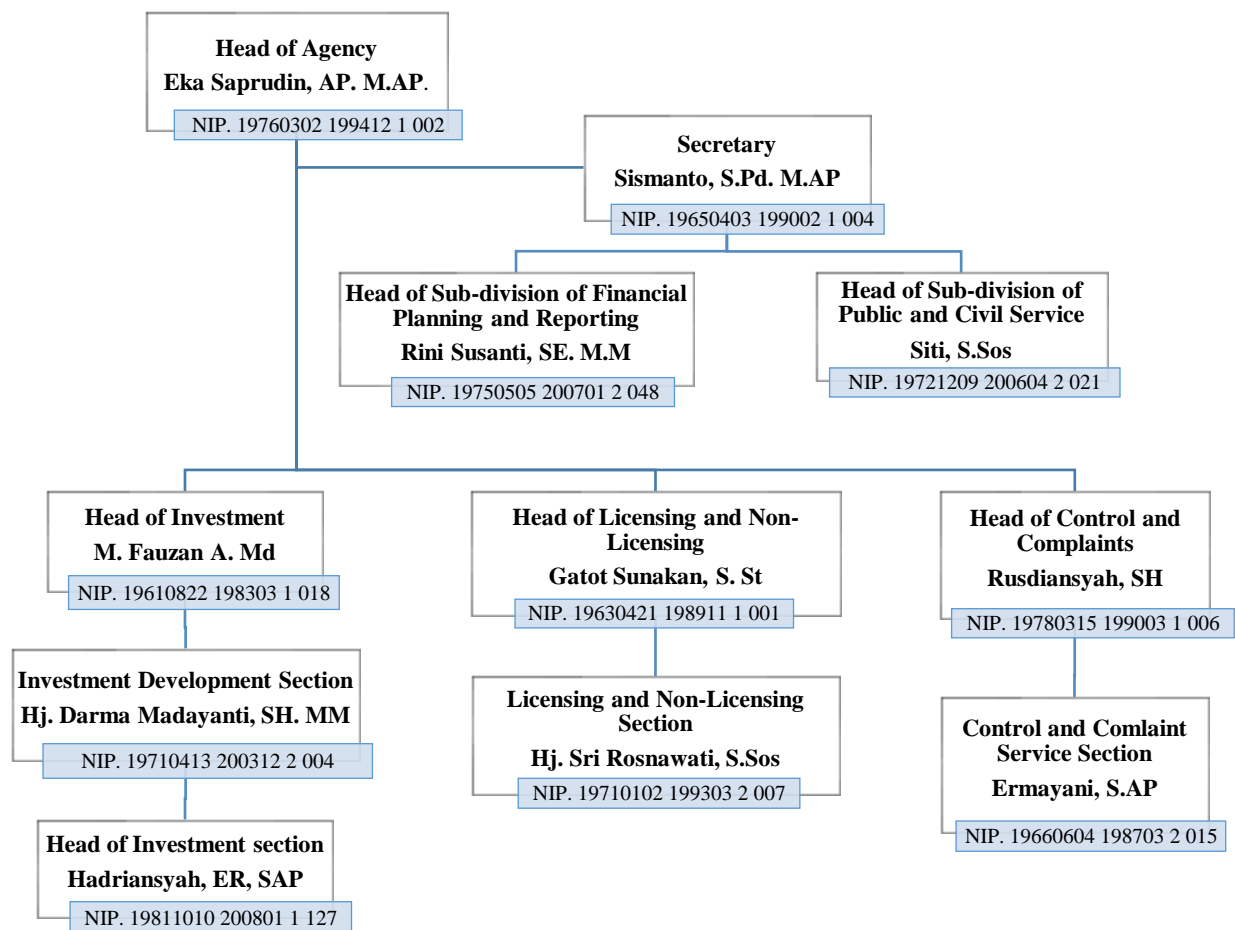 Head of Agency
Eka Saprudin, AP. M.AP.
NIP. 19760302 199412 1 002
Secretary
Sismanto, S.Pd. M.AP
NIP. 19650403 199002 1 004
Head of Sub-division of Financial
Planning and Reporting
Rini Susanti, SE. M.M
NIP. 19750505 200701 2 048
Head of Sub-division of
Public and Civil Service
Siti, S.Sos
NIP. 19721209 200604 2 021
Head of Investment
M. Fauzan A. Md
NIP. 19610822 198303 1 018
Head of Licensing and Non-
Licensing
Gatot Sunakan, S. St
NIP. 19630421 198911 1 001
Head of Control and
Complaints
Rusdiansyah, SH
NIP. 19780315 199003 1 006
Investment Development Section
Hj. Darma Madayanti, SH. MM
NIP. 19710413 200312 2 004
Licensing and Non-Licensing
Section
Hj. Sri Rosnawati, S.Sos
NIP. 19710102 199303 2 007
Control and Comlaint
Service Section
Ermayani, S.AP
NIP. 19660604 198703 2 015
Head of Investment section
Hadriansyah, ER, SAP
NIP. 19811010 200801 1 127